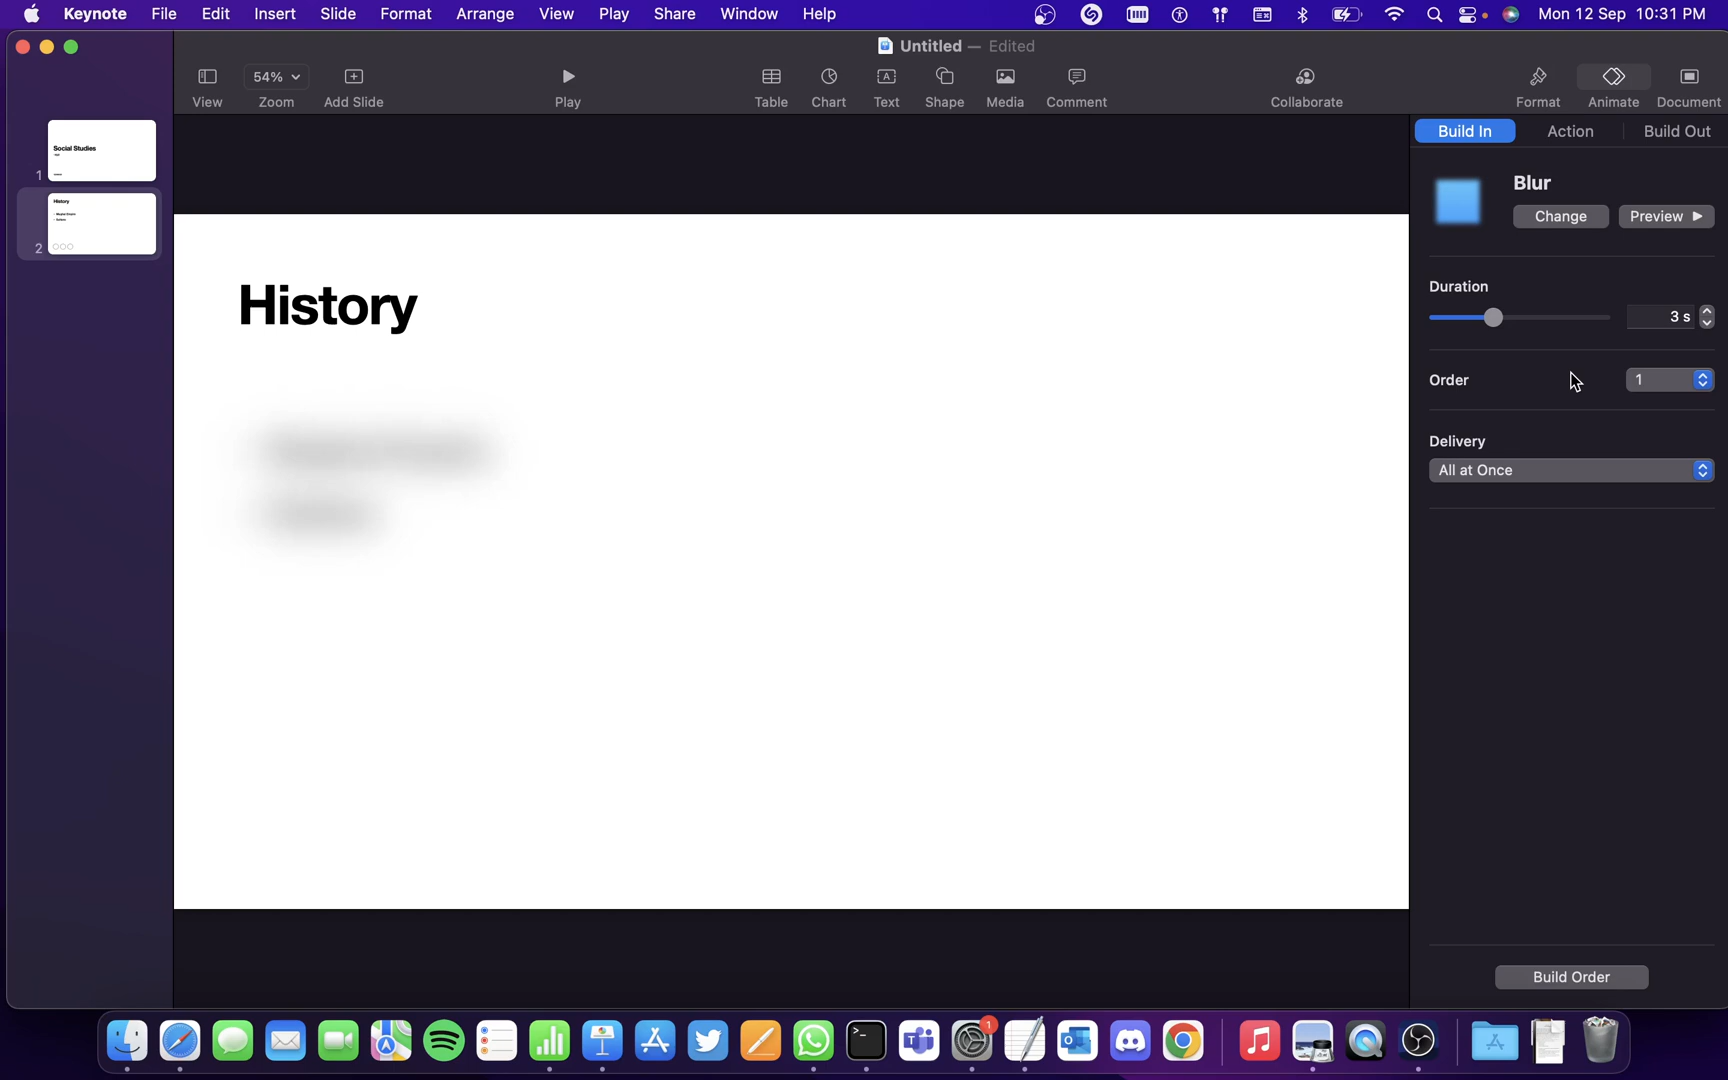 Keynote File Edit Insert Slide Format Arrange View Play Share Window Help Mon 12 Sep 10:31 PM
Untitled — Edited
54%
View Zoom Add Slide Play Table Chart Text Shape Media Comment Collaborate Format Animate Document
Build In Action Build Out
Social Studies
1
History
2
Blur
Change Preview
Duration
3 s
Order 1
Delivery
All at Once
History
Build Order
1